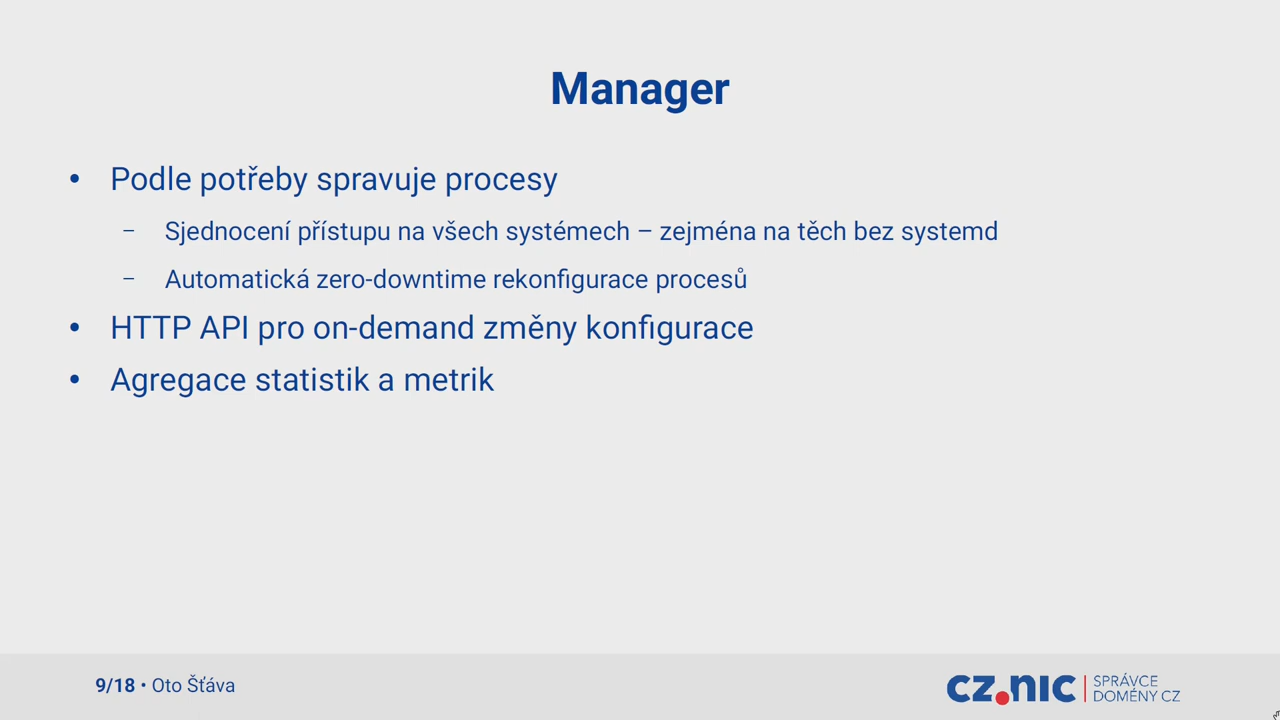 Manager
• Podle potřeby spravuje procesy
– Sjednocení přístupu na všech systémech – zejména na těch bez systemd
– Automatická zero-downtime rekonfigurace procesů
• HTTP API pro on-demand změny konfigurace
• Agregace statistik a metrik
9/18 • Oto Šťáva
cz.nic
SPRÁVCE
DOMÉNY CZ